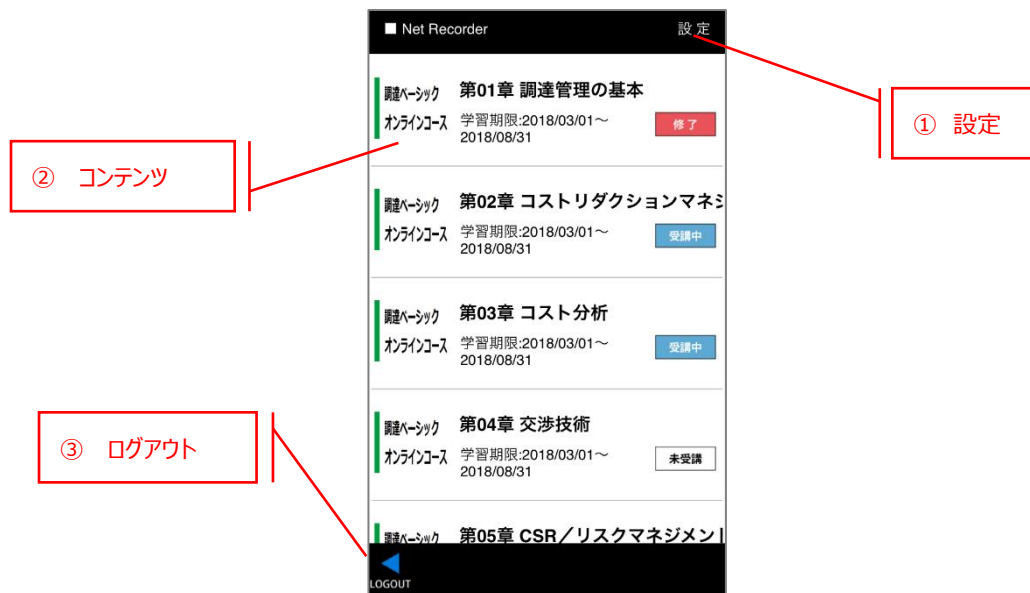 ■ Net Recorder 設定
① 設定
調達ベーシック
オンラインコース
第01章 調達管理の基本
学習期限:2018/03/01～
2018/08/31
修了
② コンテンツ
調達ベーシック
オンラインコース
第02章 コストリダクションマネジ
学習期限:2018/03/01～
2018/08/31
受講中
調達ベーシック
オンラインコース
第03章 コスト分析
学習期限:2018/03/01～
2018/08/31
受講中
調達ベーシック
オンラインコース
第04章 交渉技術
学習期限:2018/03/01～
2018/08/31
未受講
③ ログアウト
調達ベーシック
第05章 CSR／リスクマネジメン
LOGOUT